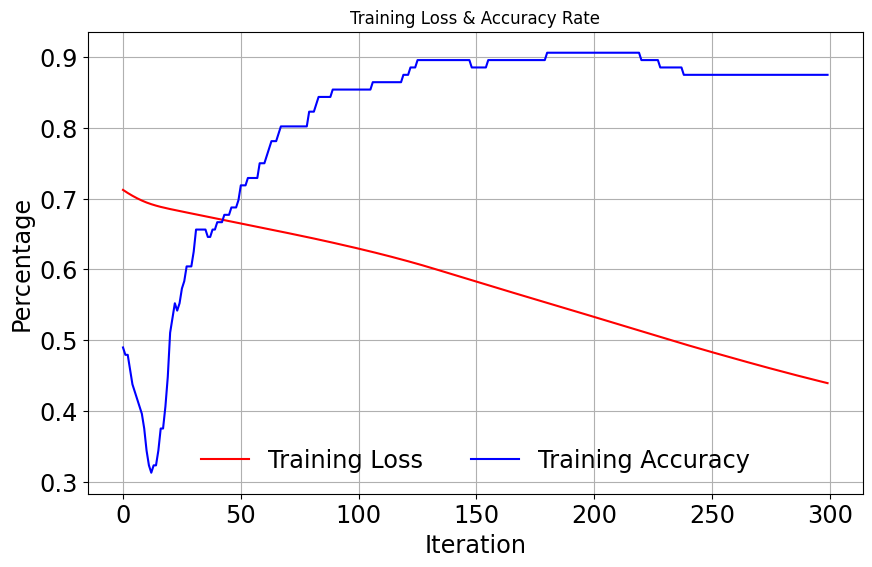 Training Loss & Accuracy Rate
Percentage
0.9
0.8
0.7
0.6
0.5
0.4
0.3
Training Loss
Training Accuracy
0 50 100 150 200 250 300
Iteration